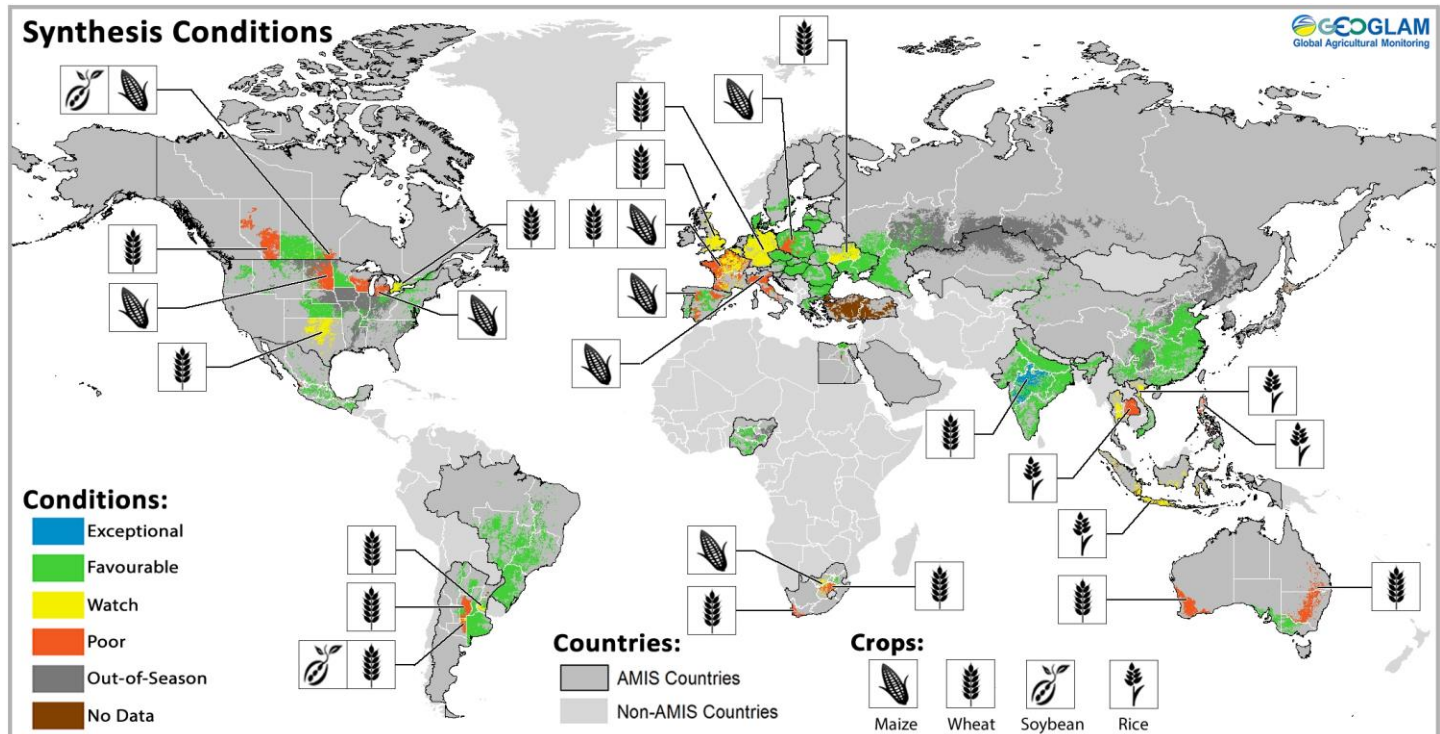 Synthesis Conditions
GEOGLAM
Global Agricultural Monitoring
Conditions:
Exceptional
Favourable
Watch
Poor
Out-of-Season
No Data
Countries:
AMIS Countries
Non-AMIS Countries
Crops:
Maize
Wheat
Soybean
Rice